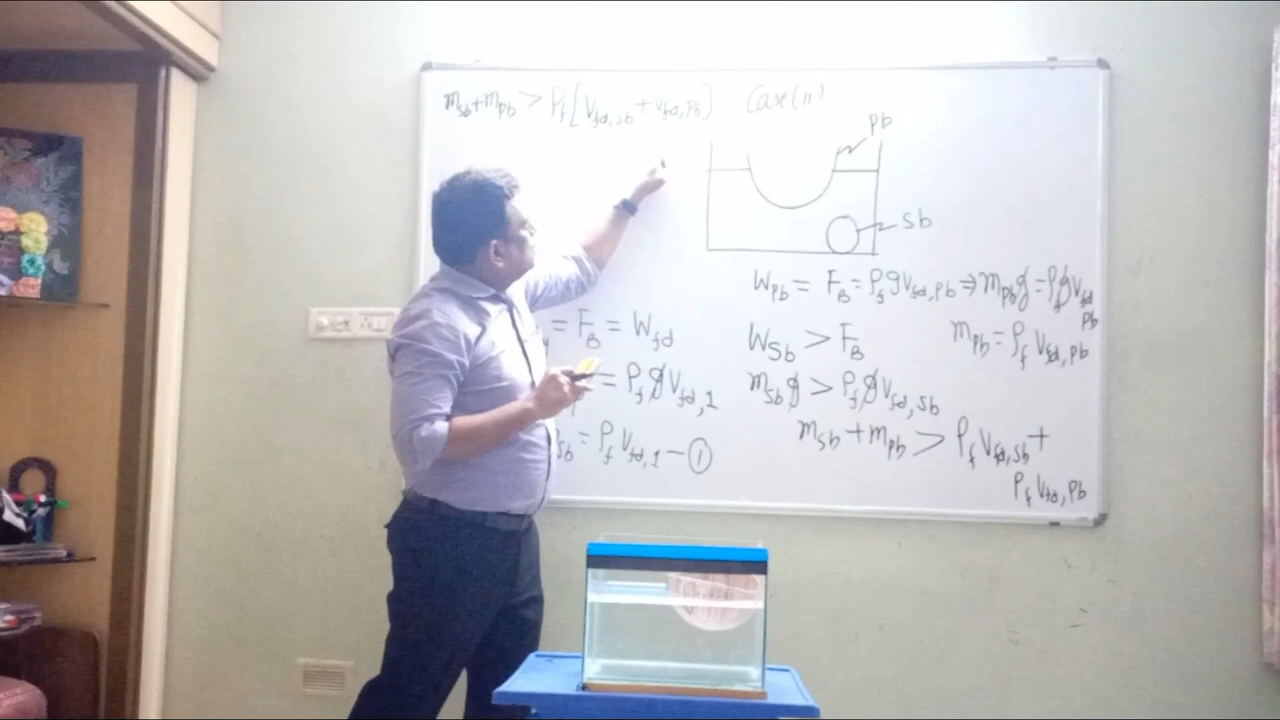 m_sb + m_pb > ρ_f [V_fd,sb + V_fd,pb]
Case (ii)
pb
sb
W_pb = F_B = ρ_f g V_fd,pb ⇒ m_pb g = ρ_f g V_fd,pb
= F_B = W_fd
W_sb > F_B
m_pb = ρ_f V_fd,pb
= ρ_f g V_fd,1
m_sb g > ρ_f g V_fd,sb
sb = ρ_f V_fd,1 — ①
m_sb + m_pb > ρ_f V_fd,sb +
ρ_f V_fd,pb